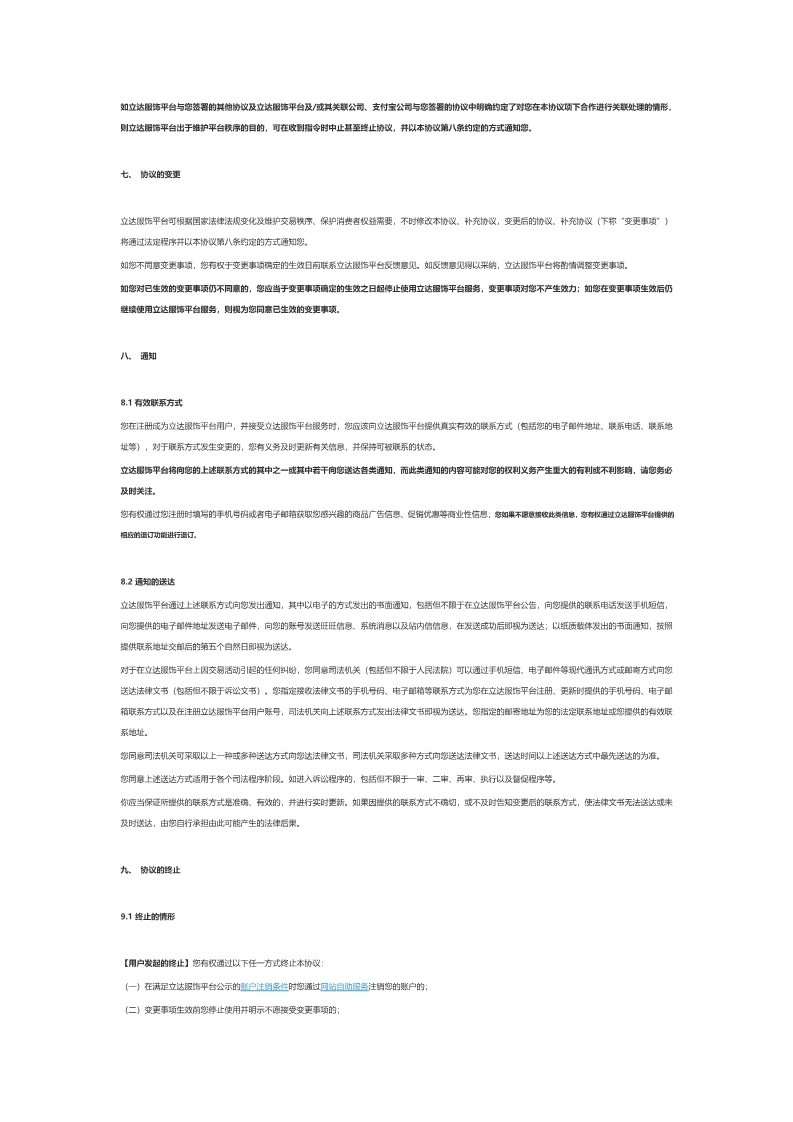 如立达服饰平台与您签署的其他协议及立达服饰平台及/或其关联公司、支付宝公司与您签署的协议中明确约定了对您在本协议项下合作进行关联处理的情形，
则立达服饰平台出于维护平台秩序的目的，可在收到指令时中止甚至终止协议，并以本协议第八条约定的方式通知您。
七、 协议的变更
立达服饰平台可根据国家法律法规变化及维护交易秩序、保护消费者权益需要，不时修改本协议、补充协议，变更后的协议、补充协议（下称“变更事项”）
将通过法定程序并以本协议第八条约定的方式通知您。
如您不同意变更事项，您有权于变更事项确定的生效日前联系立达服饰平台反馈意见。如反馈意见得以采纳，立达服饰平台将酌情调整变更事项。
如您对已生效的变更事项仍不同意的，您应当于变更事项确定的生效之日起停止使用立达服饰平台服务，变更事项对您不产生效力；如您在变更事项生效后仍
继续使用立达服饰平台服务，则视为您同意已生效的变更事项。
八、 通知
8.1 有效联系方式
您在注册成为立达服饰平台用户，并接受立达服饰平台服务时，您应该向立达服饰平台提供真实有效的联系方式（包括您的电子邮件地址、联系电话、联系地
址等），对于联系方式发生变更的，您有义务及时更新有关信息，并保持可被联系的状态。
立达服饰平台将向您的上述联系方式的其中之一或其中若干向您送达各类通知，而此类通知的内容可能对您的权利义务产生重大的有利或不利影响，请您务必
及时关注。
您有权通过您注册时填写的手机号码或者电子邮箱获取您感兴趣的商品广告信息、促销优惠等商业性信息；您如果不愿意接收此类信息，您有权通过立达服饰平台提供的
相应的退订功能进行退订。
8.2 通知的送达
立达服饰平台通过上述联系方式向您发出通知，其中以电子的方式发出的书面通知，包括但不限于在立达服饰平台公告，向您提供的联系电话发送手机短信，
向您提供的电子邮件地址发送电子邮件，向您的账号发送旺旺信息、系统消息以及站内信信息，在发送成功后即视为送达；以纸质载体发出的书面通知，按照
提供联系地址交邮后的第五个自然日即视为送达。
对于在立达服饰平台上因交易活动引起的任何纠纷，您同意司法机关（包括但不限于人民法院）可以通过手机短信、电子邮件等现代通讯方式或邮寄方式向您
送达法律文书（包括但不限于诉讼文书）。您指定接收法律文书的手机号码、电子邮箱等联系方式为您在立达服饰平台注册、更新时提供的手机号码、电子邮
箱联系方式以及在注册立达服饰平台用户账号，司法机关向上述联系方式发出法律文书即视为送达。您指定的邮寄地址为您的法定联系地址或您提供的有效联
系地址。
您同意司法机关可采取以上一种或多种送达方式向您达法律文书，司法机关采取多种方式向您送达法律文书，送达时间以上述送达方式中最先送达的为准。
您同意上述送达方式适用于各个司法程序阶段。如进入诉讼程序的，包括但不限于一审、二审、再审、执行以及督促程序等。
你应当保证所提供的联系方式是准确、有效的，并进行实时更新。如果因提供的联系方式不确切，或不及时告知变更后的联系方式，使法律文书无法送达或未
及时送达，由您自行承担由此可能产生的法律后果。
九、 协议的终止
9.1 终止的情形
【用户发起的终止】您有权通过以下任一方式终止本协议：
（一）在满足立达服饰平台公示的账户注销条件时您通过网站自助服务注销您的账户的；
（二）变更事项生效前您停止使用并明示不愿接受变更事项的；